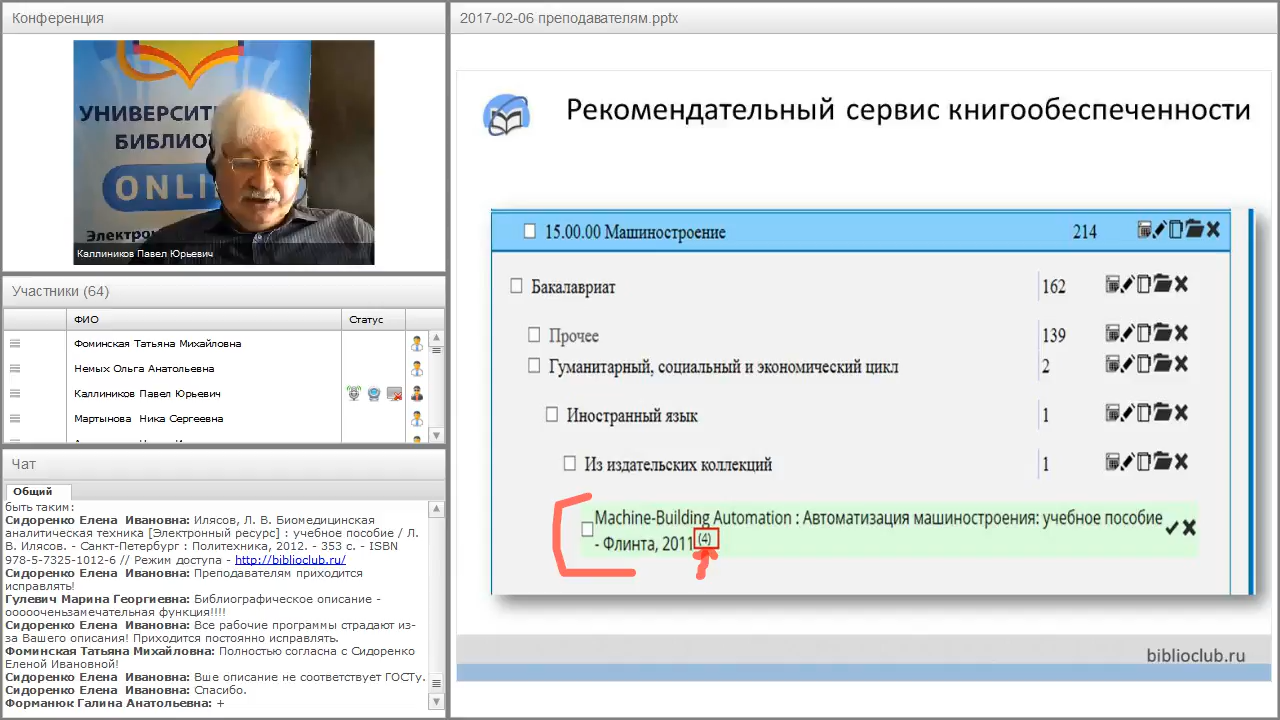 Конференция
УНИВЕРСИТ
БИБЛИО
ONLI
Электрон
Каллиников Павел Юрьевич
Участники (64)
ФИО
Статус
Фоминская Татьяна Михайловна
Немых Ольга Анатольевна
Каллиников Павел Юрьевич
Мартынова Ника Сергеевна
Чат
Общий
быть таким:
Сидоренко Елена Ивановна: Илясов, Л. В. Биомедицинская
аналитическая техника [Электронный ресурс] : учебное пособие / Л.
В. Илясов. - Санкт-Петербург : Политехника, 2012. - 353 с. - ISBN
978-5-7325-1012-6 // Режим доступа - http://biblioclub.ru/
Сидоренко Елена Ивановна: Преподавателям приходится
исправлять!
Гулевич Марина Георгиевна: Библиографическое описание -
ооооченьзамечательная функция!!!!
Сидоренко Елена Ивановна: Все рабочие программы страдают из-
за Вашего описания! Приходится постоянно исправлять.
Фоминская Татьяна Михайловна: Полностью согласна с Сидоренко
Еленой Ивановной!
Сидоренко Елена Ивановна: Вше описание не соответствует ГОСТу.
Сидоренко Елена Ивановна: Спасибо.
Форманюк Галина Анатольевна: +
2017-02-06 преподавателям.pptx
Рекомендательный сервис книгообеспеченности
15.00.00 Машиностроение 214
Бакалавриат 162
Прочее 139
Гуманитарный, социальный и экономический цикл 2
Иностранный язык 1
Из издательских коллекций 1
Machine-Building Automation : Автоматизация машиностроения: учебное пособие
- Флинта, 2011 (4)
biblioclub.ru